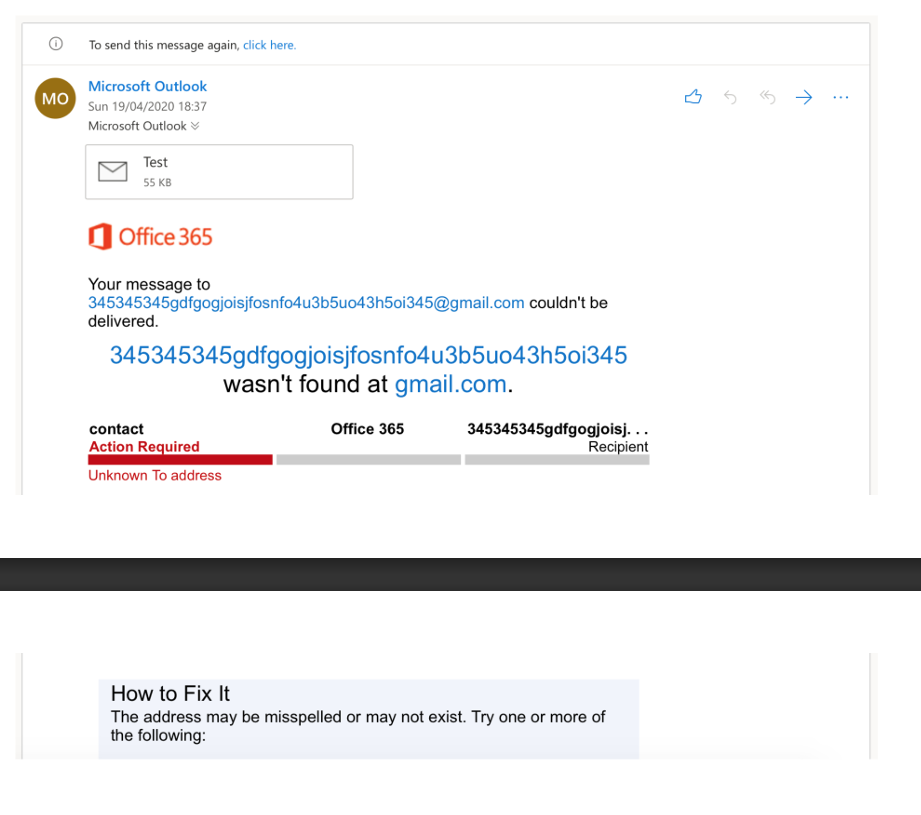 To send this message again, click here.
MO
Microsoft Outlook
Sun 19/04/2020 18:37
Microsoft Outlook
Test
55 KB
Office 365
Your message to
345345345gdfgogjoisjfosnfo4u3b5uo43h5oi345@gmail.com couldn't be
delivered.
345345345gdfgogjoisjfosnfo4u3b5uo43h5oi345
wasn't found at gmail.com.
contact Office 365 345345345gdfgogjoisj. . .
Action Required Recipient
Unknown To address
How to Fix It
The address may be misspelled or may not exist. Try one or more of
the following: